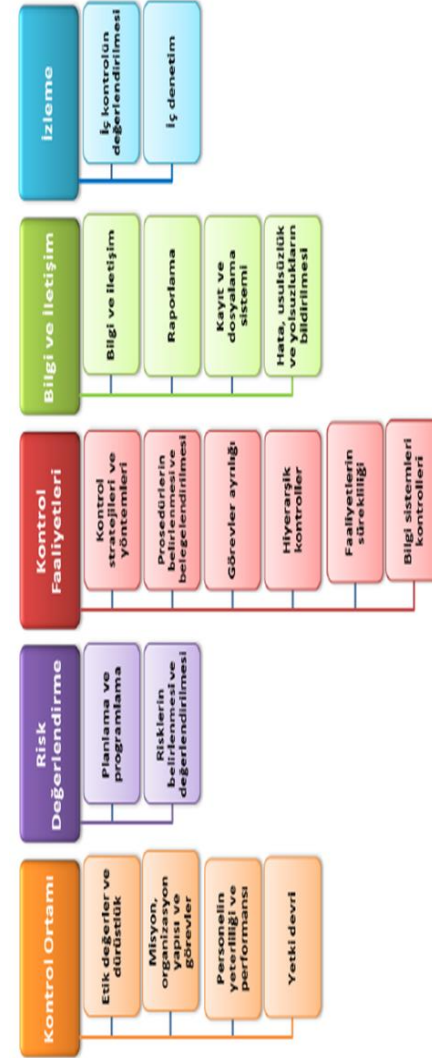 Kontrol Ortamı
Etik değerler ve
dürüstlük
Misyon,
organizasyon
yapısı ve
görevler
Personelin
yeterliliği ve
performansı
Yetki devri
Risk
Değerlendirme
Planlama ve
programlama
Risklerin
belirlenmesi ve
değerlendirilmesi
Kontrol
Faaliyetleri
Kontrol
stratejileri ve
yöntemleri
Prosedürlerin
belirlenmesi ve
belegelendirilmesi
Görevler ayrılığı
Hiyerarşik
kontroller
Faaliyetlerin
sürekliliği
Bilgi sistemleri
kontrolleri
Bilgi ve İletişim
Bilgi ve iletişim
Raporlama
Kayıt ve
dosyalama
sistemi
Hata, usulsüzlük
ve yolsuzlukların
bildirilmesi
İzleme
İç kontrolün
değerlendirilmesi
İç denetim